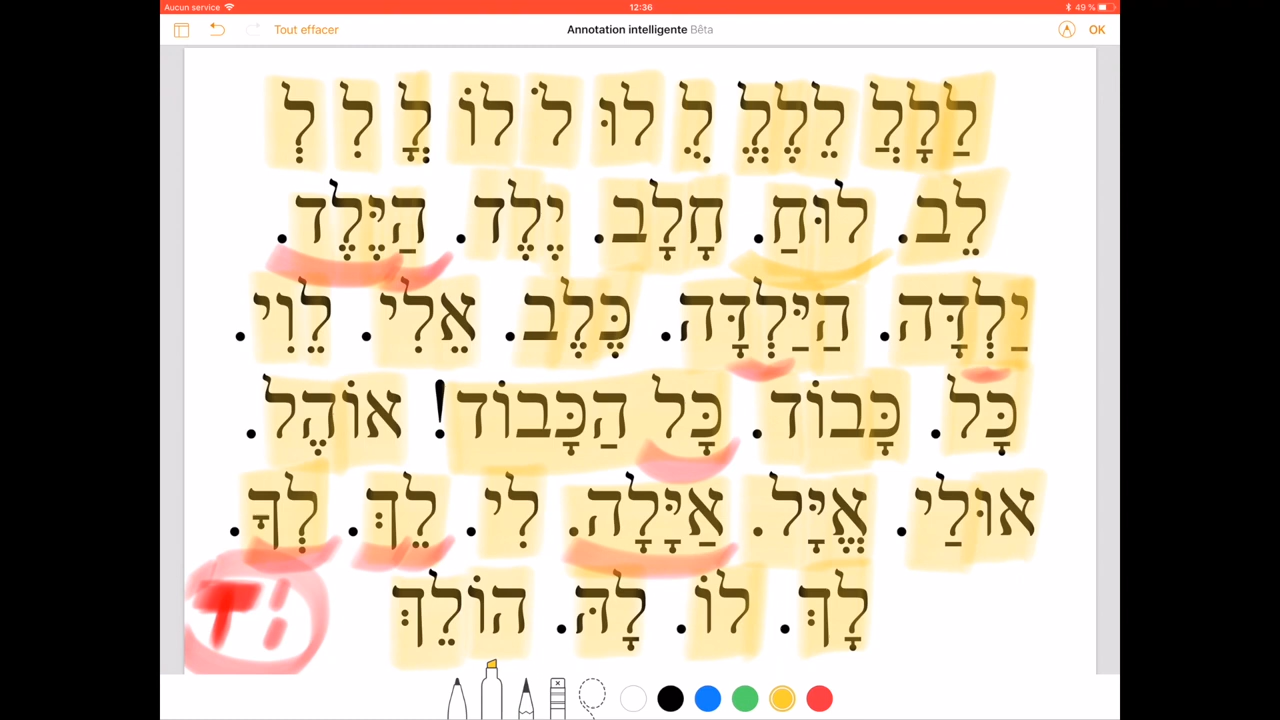 Aucun service 12:36 49 %
Tout effacer Annotation intelligente Bêta OK
לַלָלֲ לֵלֶלֱ לֻ לוּ לֹ לוֹ לֳ לִ לְ
לֵב. לוּחַ. חָלָב. יֶלֶד. הַיֶּלֶד.
יַלְדָּה. הַיַּלְדָּה. כֶּלֶב. אֵלִי. לֵוִי.
כָּל. כָּבוֹד. כָּל הַכָּבוֹד! אוֹהֶל.
אוּלַי. אֱיָּל. אַיָּלָה. לִי. לֵךְ. לְךָ.
לָךְ. לוֹ. לָהּ. הוֹלֵךְ
T